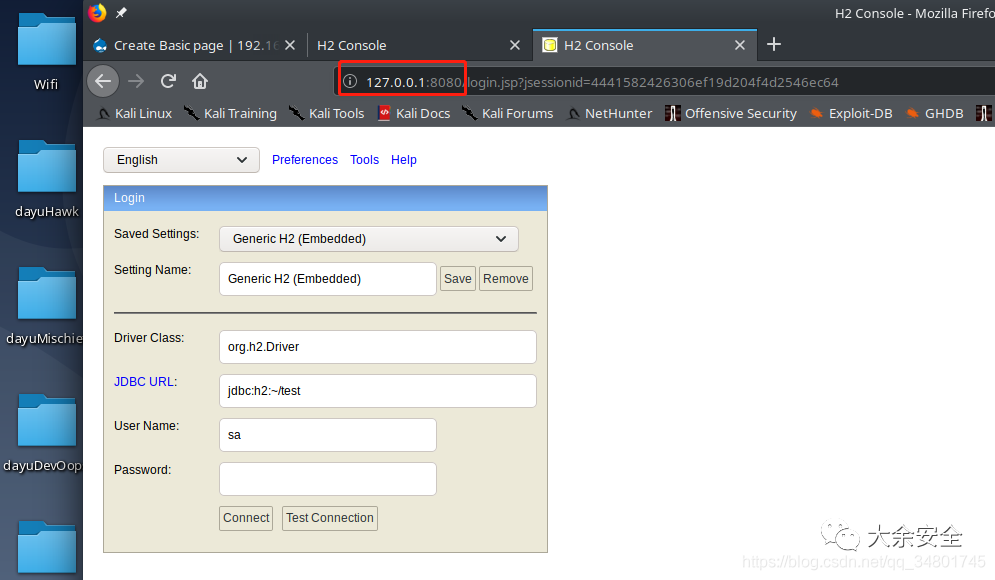 H2 Console - Mozilla Firefo
Create Basic page | 192.16
H2 Console
H2 Console
127.0.0.1:8080/login.jsp?jsessionid=4441582426306ef19d204f4d2546ec64
Kali Linux Kali Training Kali Tools Kali Docs Kali Forums NetHunter Offensive Security Exploit-DB GHDB
Wifi
dayuHawk
dayuMischie
dayuDevOop
English Preferences Tools Help
Login
Saved Settings: Generic H2 (Embedded)
Setting Name: Generic H2 (Embedded) Save Remove
Driver Class: org.h2.Driver
JDBC URL: jdbc:h2:~/test
User Name: sa
Password:
Connect Test Connection
大余安全
https://blog.csdn.net/qq_34801745